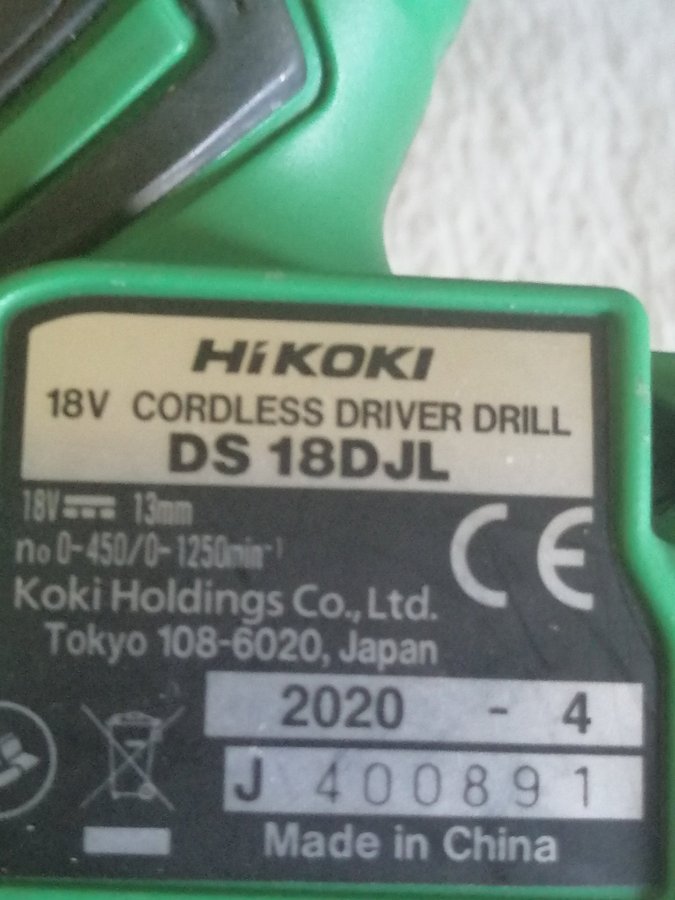 HiKOKI
18V CORDLESS DRIVER DRILL
DS 18DJL
18V⎓ 13mm
n₀ 0-450/0-1250min⁻¹
Koki Holdings Co., Ltd.
Tokyo 108-6020, Japan
CE
2020 - 4
J 400891
Made in China